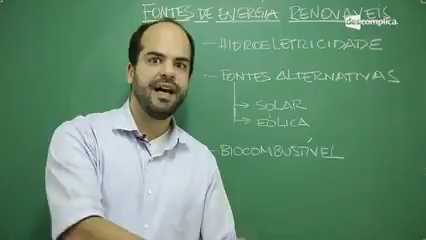 FONTES DE ENERGIA RENOVÁVEIS
descomplica.
- HIDROELETRICIDADE
- FONTES ALTERNATIVAS
→ SOLAR
→ EÓLICA
- BIOCOMBUSTÍVEL